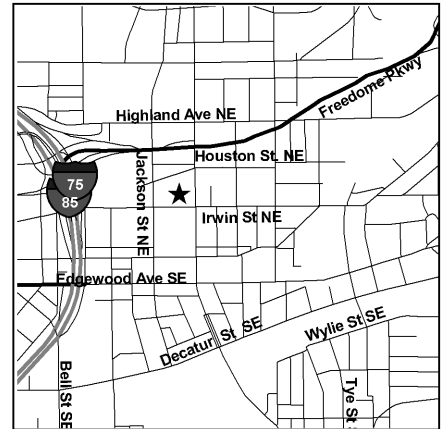 Freedome Pkwy
Highland Ave NE
Houston St. NE
75
85
Jackson St NE
Irwin St NE
Edgewood Ave SE
Decatur St SE
Wylie St SE
Bell St SE
Tye St S